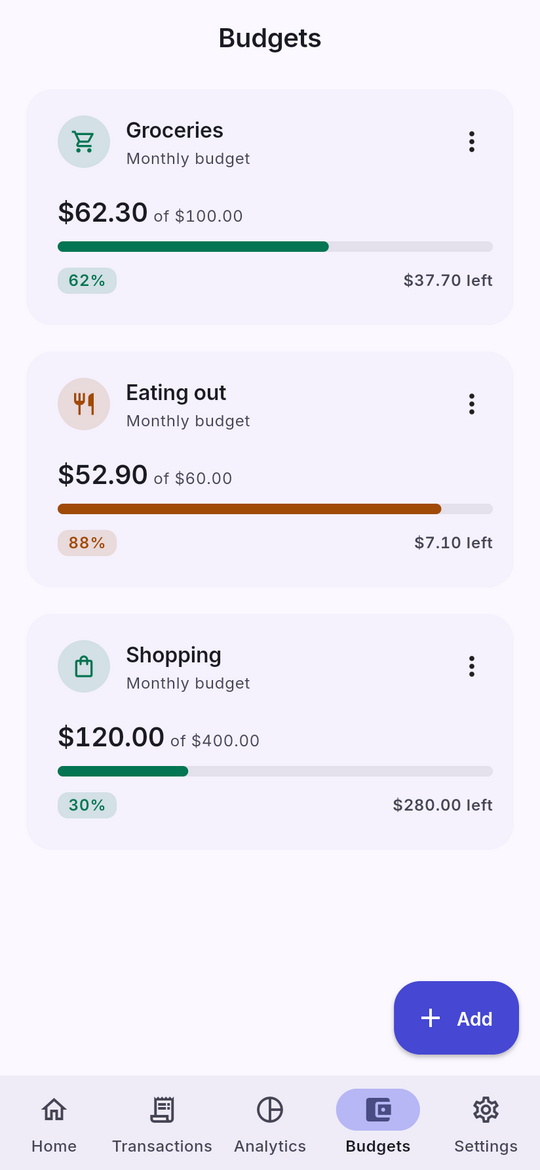 Budgets
Groceries
Monthly budget
$62.30 of $100.00
62%
$37.70 left
Eating out
Monthly budget
$52.90 of $60.00
88%
$7.10 left
Shopping
Monthly budget
$120.00 of $400.00
30%
$280.00 left
Add
Home
Transactions
Analytics
Budgets
Settings